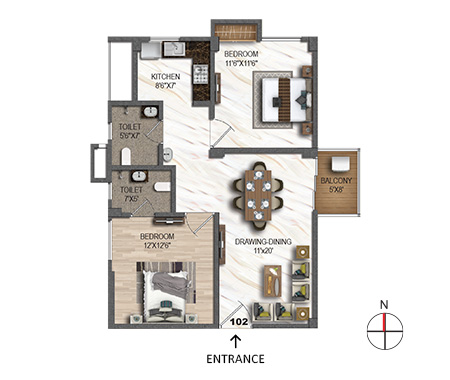 BEDROOM
11'6"X11'6"
KITCHEN
8'6"X7'
TOILET
5'6"X7'
TOILET
7'X5'
BALCONY
5'X8'
BEDROOM
12'X12'6"
DRAWING-DINING
11'x20'
N
102
ENTRANCE